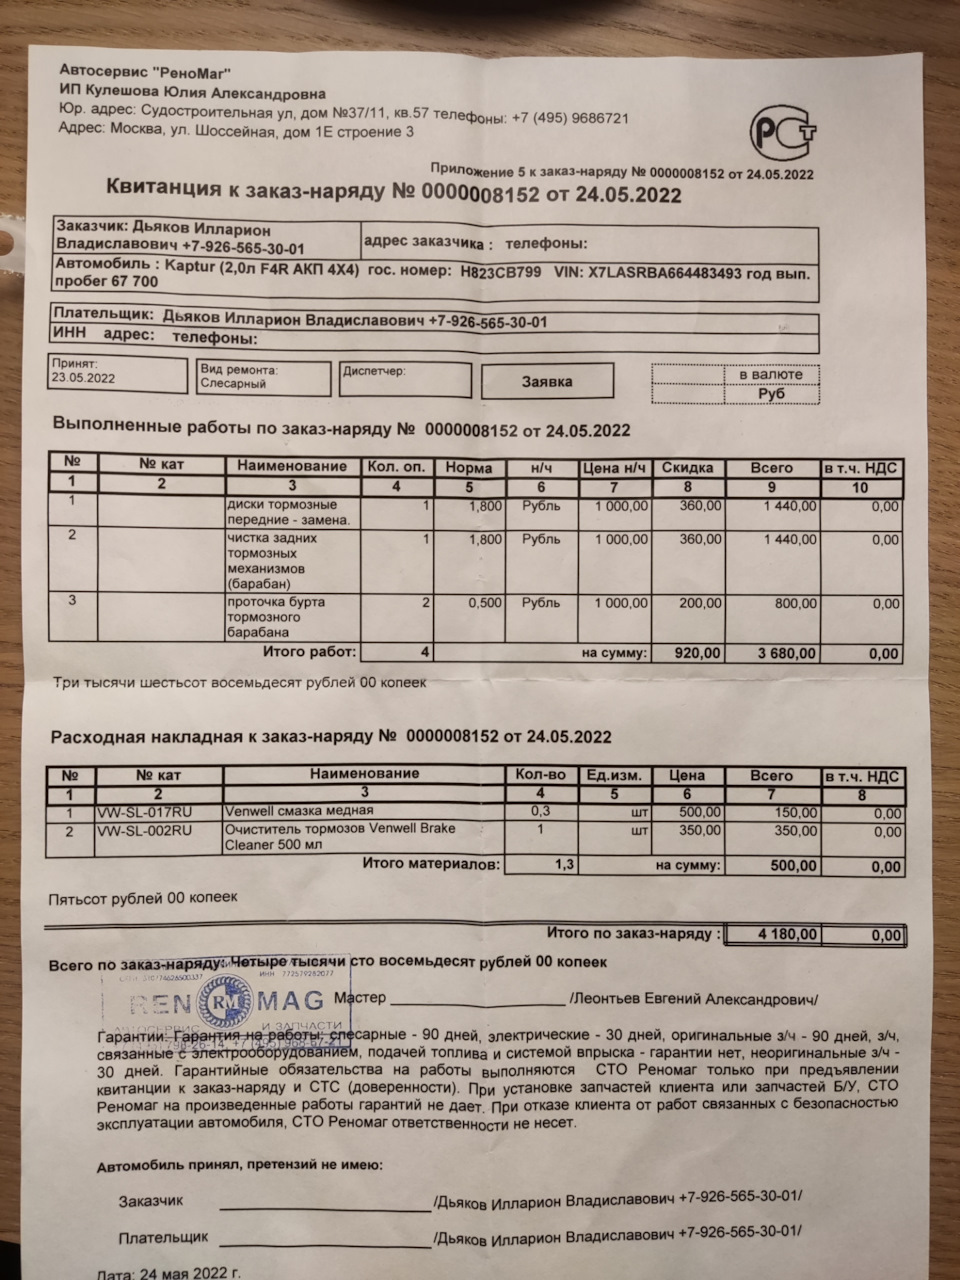 Автосервис "РеноМаг"
ИП Кулешова Юлия Александровна
Юр. адрес: Судостроительная ул, дом №37/11, кв.57 телефоны: +7 (495) 9686721
Адрес: Москва, ул. Шоссейная, дом 1Е строение 3
РСТ
Приложение 5 к заказ-наряду № 0000008152 от 24.05.2022
Квитанция к заказ-наряду № 0000008152 от 24.05.2022
Заказчик: Дьяков Илларион
Владиславович +7-926-565-30-01
адрес заказчика : телефоны:
Автомобиль : Kaptur (2,0л F4R АКП 4X4) гос. номер: Н823СВ799 VIN: X7LASRBA664483493 год вып.
пробег 67 700
Плательщик: Дьяков Илларион Владиславович +7-926-565-30-01
ИНН адрес: телефоны:
Принят:
23.05.2022
Вид ремонта:
Слесарный
Диспетчер:
Заявка
в валюте
Руб
Выполненные работы по заказ-наряду № 0000008152 от 24.05.2022
№ № кат Наименование Кол. оп. Норма н/ч Цена н/ч Скидка Всего в т.ч. НДС
1 2 3 4 5 6 7 8 9 10
1 диски тормозные 1 1,800 Рубль 1 000,00 360,00 1 440,00 0,00
передние - замена.
2 чистка задних 1 1,800 Рубль 1 000,00 360,00 1 440,00 0,00
тормозных
механизмов
(барабан)
3 проточка бурта 2 0,500 Рубль 1 000,00 200,00 800,00 0,00
тормозного
барабана
Итого работ: 4 на сумму: 920,00 3 680,00 0,00
Три тысячи шестьсот восемьдесят рублей 00 копеек
Расходная накладная к заказ-наряду № 0000008152 от 24.05.2022
№ № кат Наименование Кол-во Ед.изм. Цена Всего в т.ч. НДС
1 2 3 4 5 6 7 8
1 VW-SL-017RU Venwell смазка медная 0,3 шт 500,00 150,00 0,00
2 VW-SL-002RU Очиститель тормозов Venwell Brake 1 шт 350,00 350,00 0,00
Cleaner 500 мл
Итого материалов: 1,3 на сумму: 500,00 0,00
Пятьсот рублей 00 копеек
Итого по заказ-наряду : 4 180,00 0,00
Всего по заказ-наряду: Четыре тысячи сто восемьдесят рублей 00 копеек
ИНН 772579282077
REN RM MAG
АВТОСЕРВИС И ЗАПЧАСТИ
Мастер /Леонтьев Евгений Александрович/
Гарантии: Гарантия на работы: слесарные - 90 дней, электрические - 30 дней, оригинальные з/ч - 90 дней, з/ч,
связанные с электрооборудованием, подачей топлива и системой впрыска - гарантии нет, неоригинальные з/ч -
30 дней. Гарантийные обязательства на работы выполняются СТО Реномаг только при предъявлении
квитанции к заказ-наряду и СТС (доверенности). При установке запчастей клиента или запчастей Б/У, СТО
Реномаг на произведенные работы гарантий не дает. При отказе клиента от работ связанных с безопасностью
эксплуатации автомобиля, СТО Реномаг ответственности не несет.
Автомобиль принял, претензий не имею:
Заказчик /Дьяков Илларион Владиславович +7-926-565-30-01/
Плательщик /Дьяков Илларион Владиславович +7-926-565-30-01/
Дата: 24 мая 2022 г.